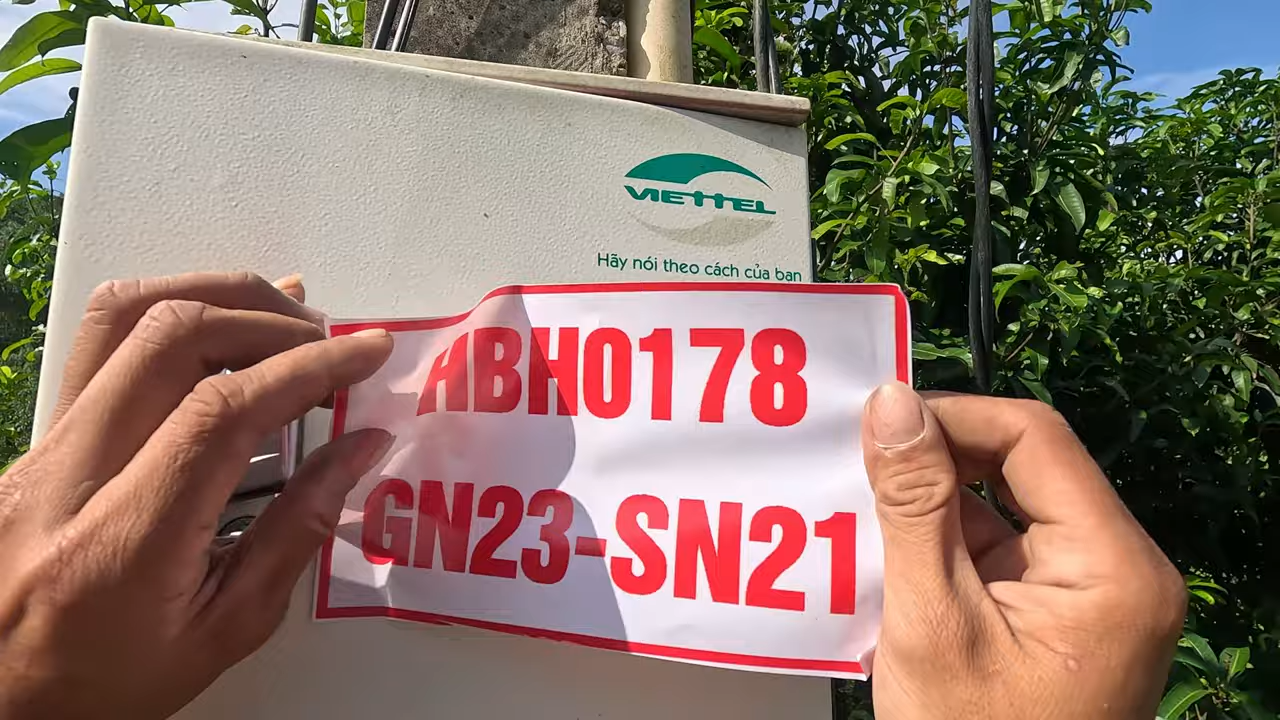 VIETTEL
Hãy nói theo cách của bạn
HBH0178
GN23-SN21